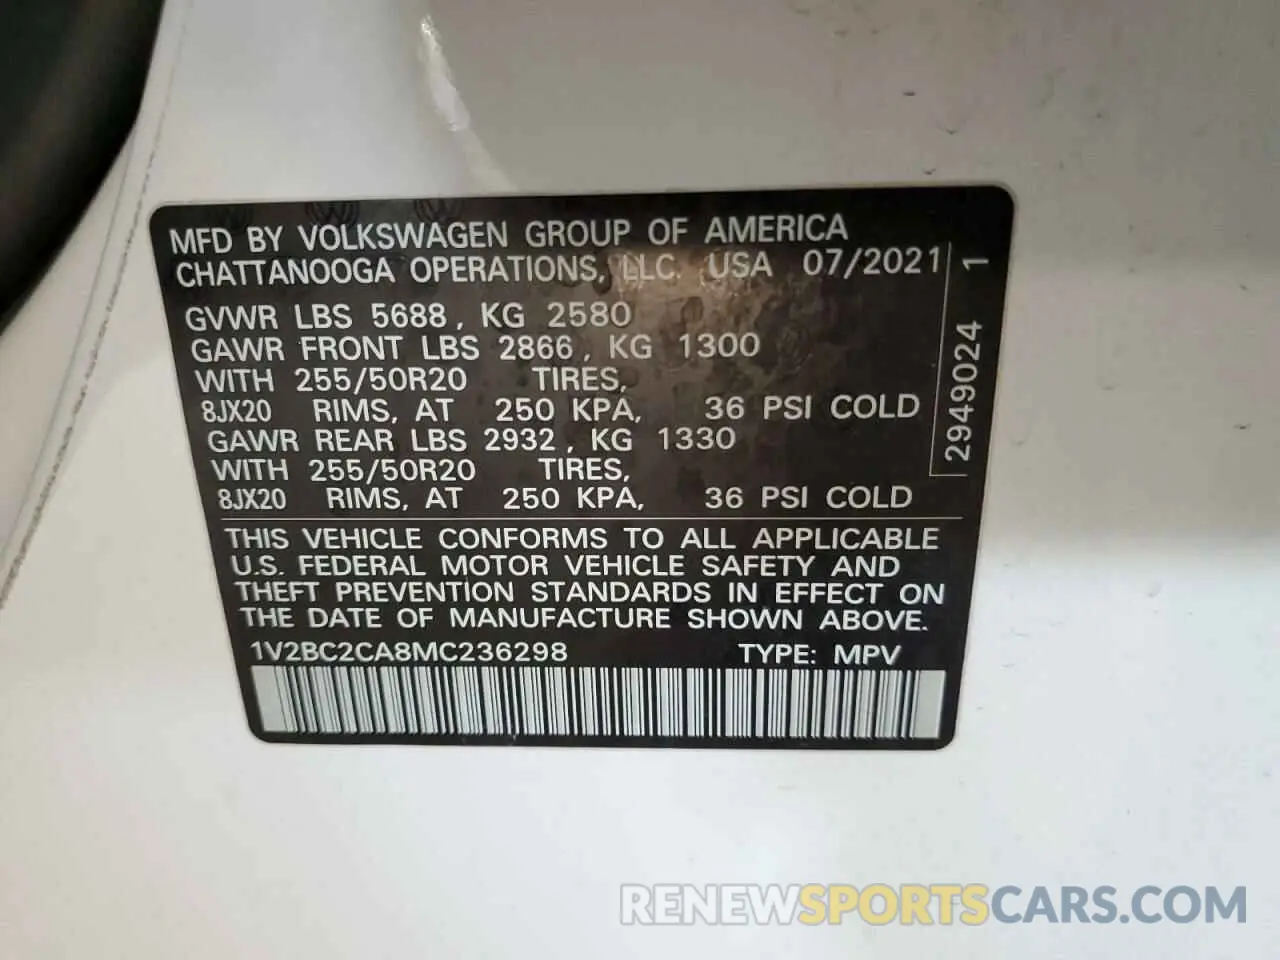 MFD BY VOLKSWAGEN GROUP OF AMERICA
CHATTANOOGA OPERATIONS, LLC. USA 07/2021
GVWR LBS 5688, KG 2580
GAWR FRONT LBS 2866, KG 1300
WITH 255/50R20 TIRES,
8JX20 RIMS, AT 250 KPA, 36 PSI COLD
GAWR REAR LBS 2932, KG 1330
WITH 255/50R20 TIRES,
8JX20 RIMS, AT 250 KPA, 36 PSI COLD
2949024 1
THIS VEHICLE CONFORMS TO ALL APPLICABLE
U.S. FEDERAL MOTOR VEHICLE SAFETY AND
THEFT PREVENTION STANDARDS IN EFFECT ON
THE DATE OF MANUFACTURE SHOWN ABOVE.
1V2BC2CA8MC236298 TYPE: MPV
RENEWSPORTSCARS.COM